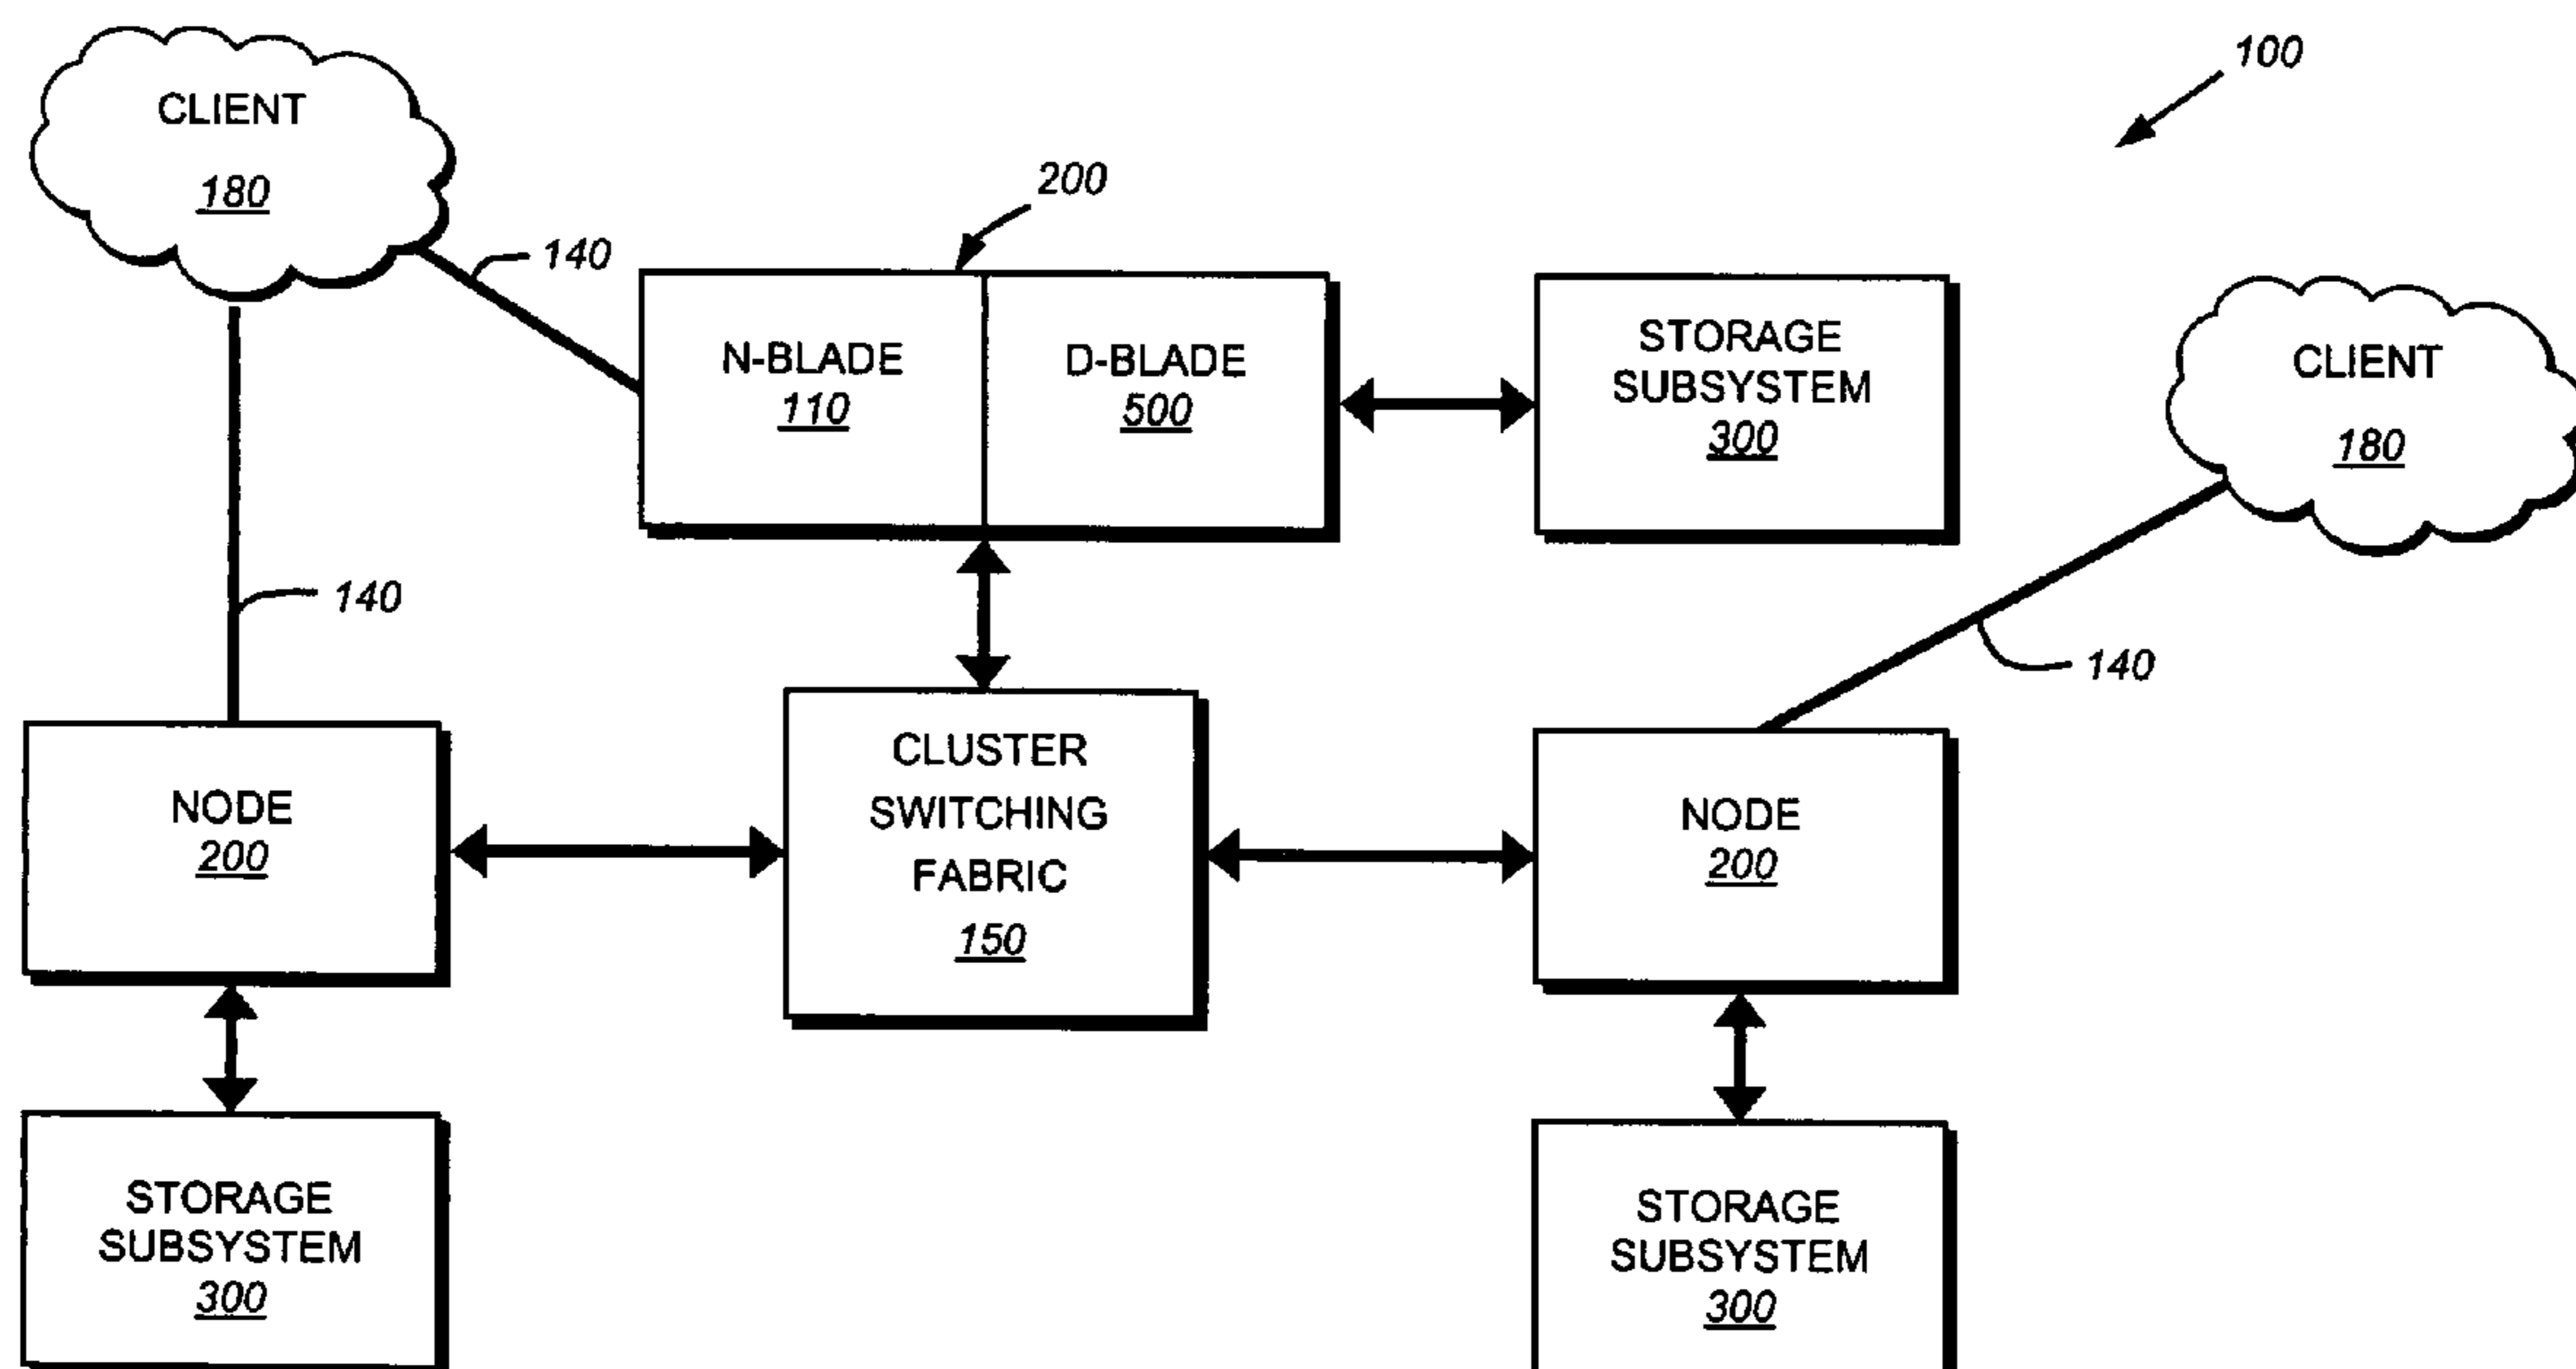 100
CLIENT
180
200
140
N-BLADE
110
D-BLADE
500
STORAGE
SUBSYSTEM
300
CLIENT
180
140
140
NODE
200
CLUSTER
SWITCHING
FABRIC
150
NODE
200
STORAGE
SUBSYSTEM
300
STORAGE
SUBSYSTEM
300